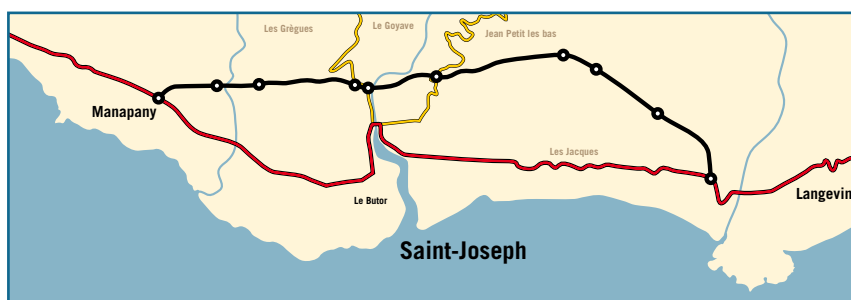 Les Grègues
Le Goyave
Jean Petit les bas
Manapany
Les Jacques
Le Butor
Langevin
Saint-Joseph